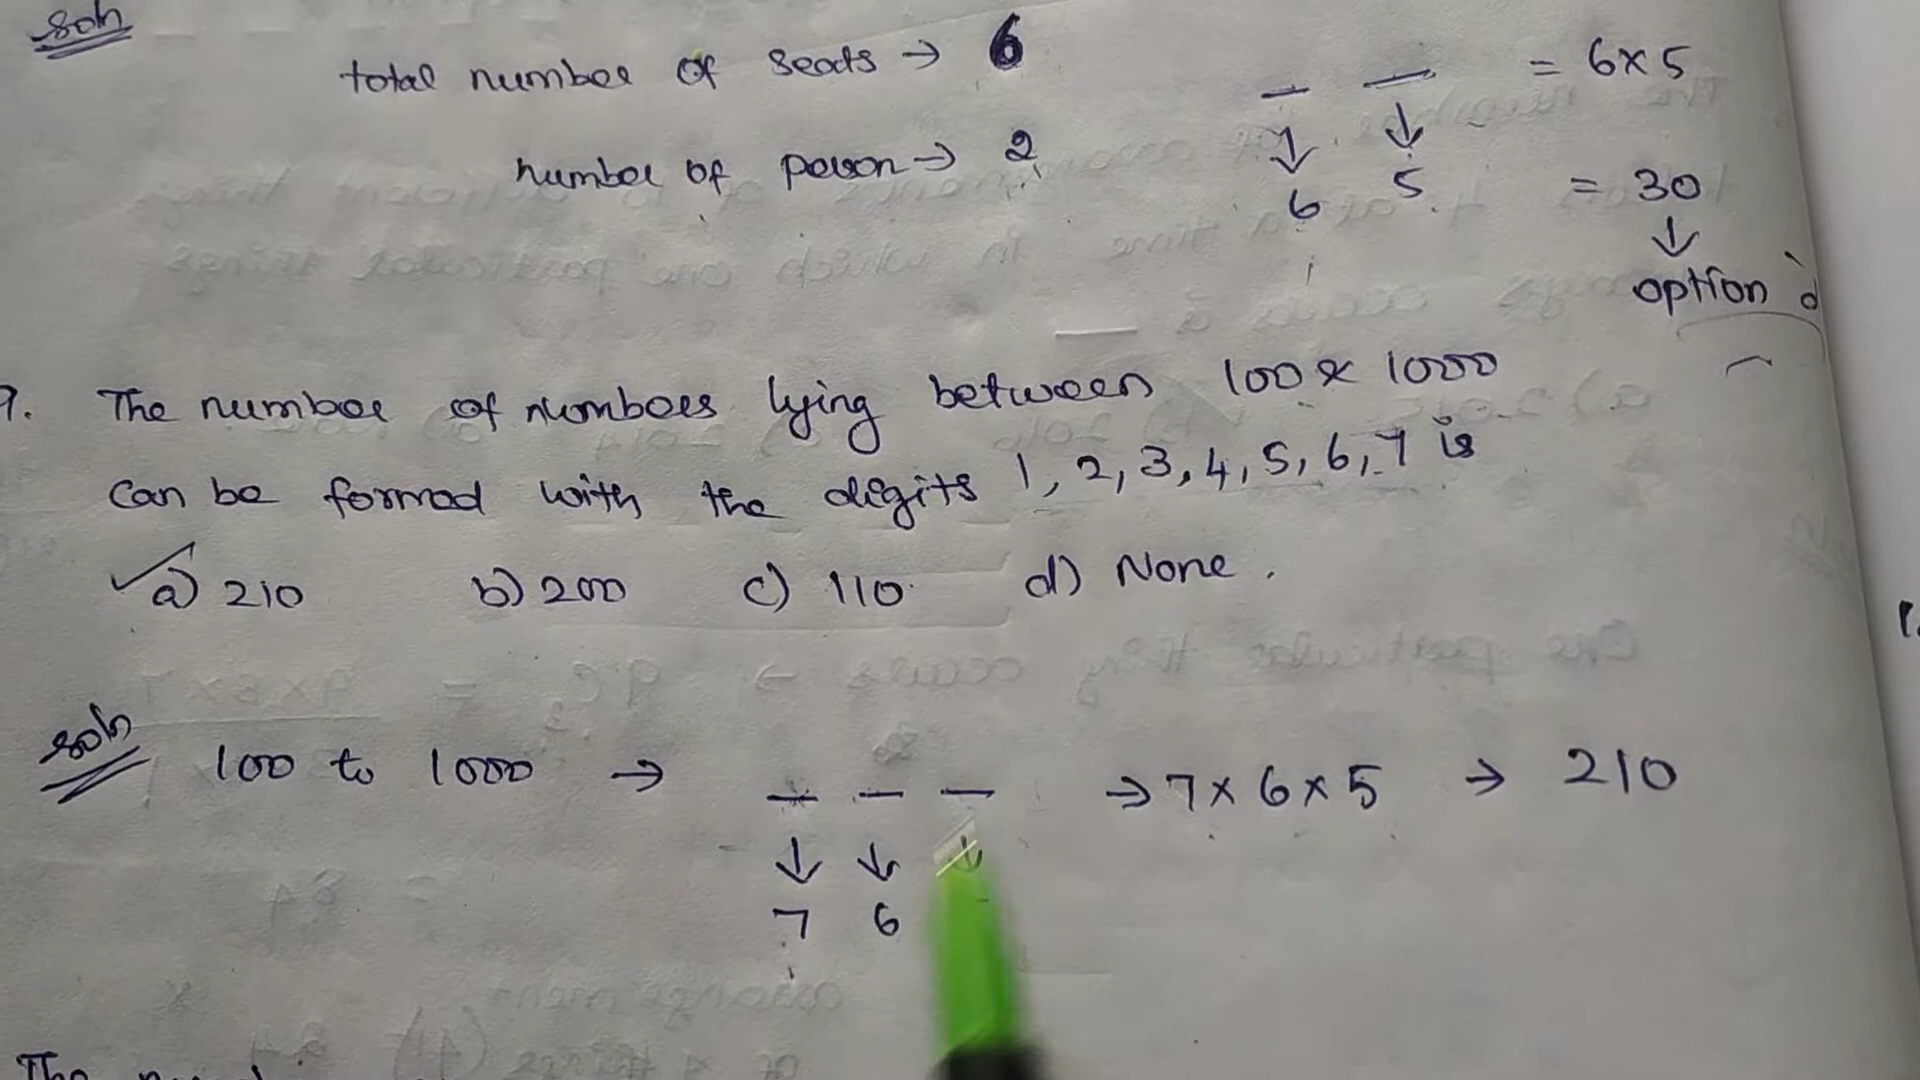 soln
total number of seats → 6
number of person → 2
_ _ = 6×5
↓ ↓
6 5
= 30
↓
option d
9. The number of numbers lying between 100 & 1000
can be formed with the digits 1, 2, 3, 4, 5, 6, 7 is
✓a) 210 b) 200 c) 110 d) None.
soln 100 to 1000 → _ _ _ → 7×6×5 → 210
↓ ↓ ↓
7 6
The